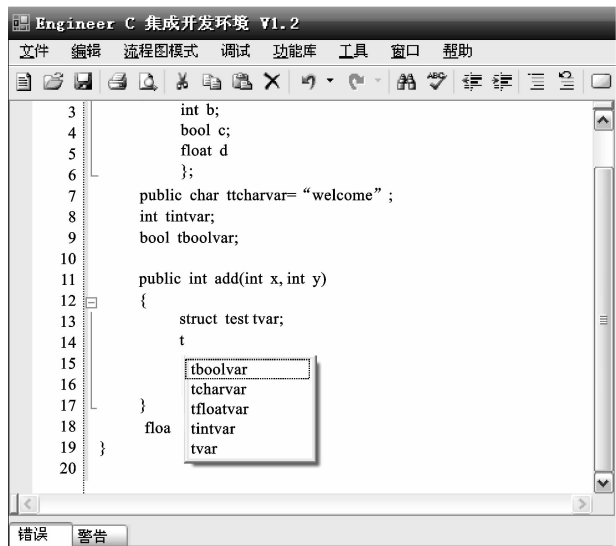 Engineer C 集成开发环境 V1.2
文件 编辑 流程图模式 调试 功能库 工具 窗口 帮助
3 int b;
4 bool c;
5 float d
6 };
7 public char ttcharvar=“welcome”;
8 int tintvar;
9 bool tboolvar;
10
11 public int add(int x, int y)
12 {
13 struct test tvar;
14 t
15 tboolvar
16 tcharvar
17 } tfloatvar
18 floa tintvar
19 } tvar
20
错误 警告